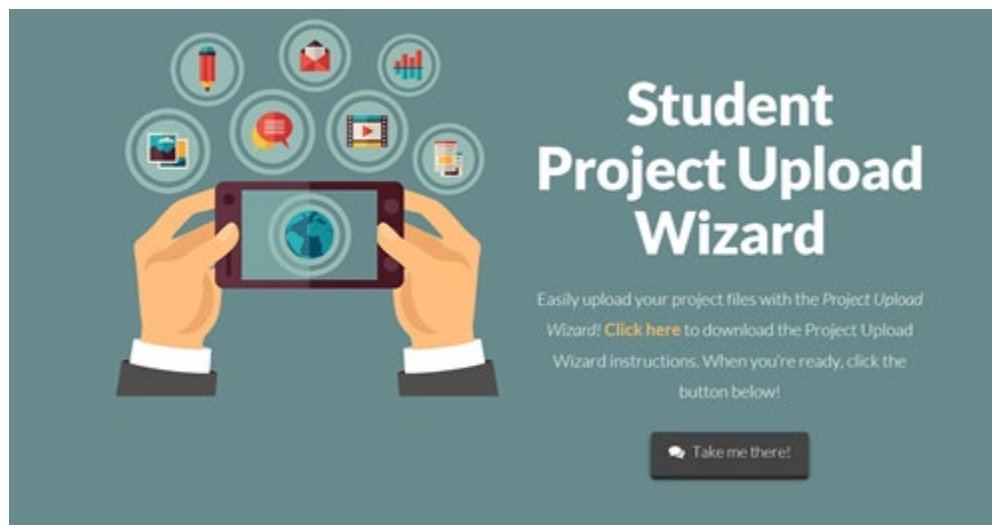 Student
Project Upload
Wizard
Easily upload your project files with the Project Upload
Wizard! Click here to download the Project Upload
Wizard instructions. When you're ready, click the
button below!
Take me there!